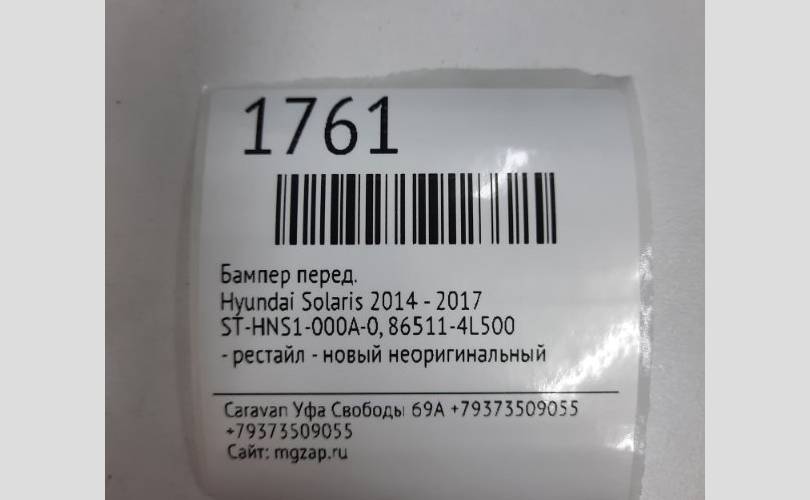 1761
Бампер перед.
Hyundai Solaris 2014 - 2017
ST-HNS1-000A-0, 86511-4L500
- рестайл - новый неоригинальный
Caravan Уфа Свободы 69А +79373509055
+79373509055
Сайт: mgzap.ru